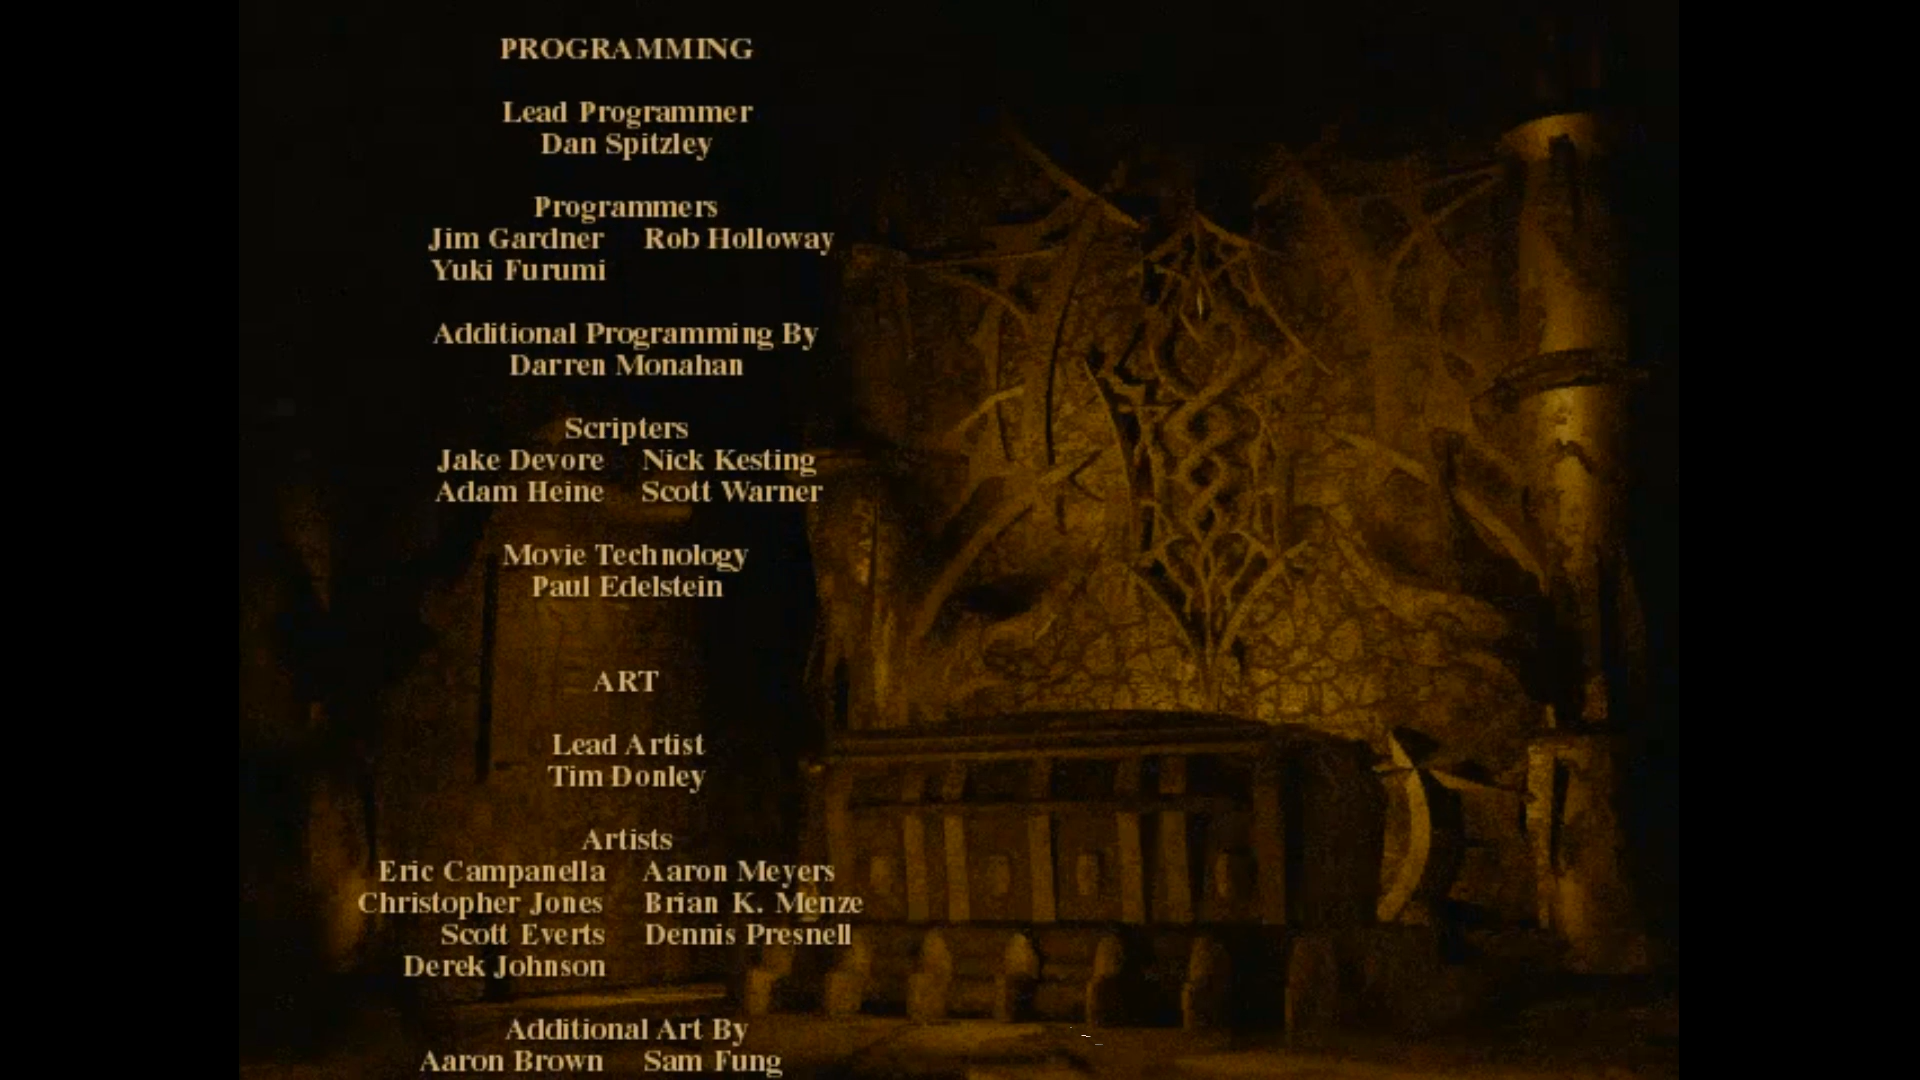 PROGRAMMING
Lead Programmer
Dan Spitzley
Programmers
Jim Gardner Rob Holloway
Yuki Furumi
Additional Programming By
Darren Monahan
Scripters
Jake Devore Nick Kesting
Adam Heine Scott Warner
Movie Technology
Paul Edelstein
ART
Lead Artist
Tim Donley
Artists
Eric Campanella Aaron Meyers
Christopher Jones Brian K. Menze
Scott Everts Dennis Presnell
Derek Johnson
Additional Art By
Aaron Brown Sam Fung